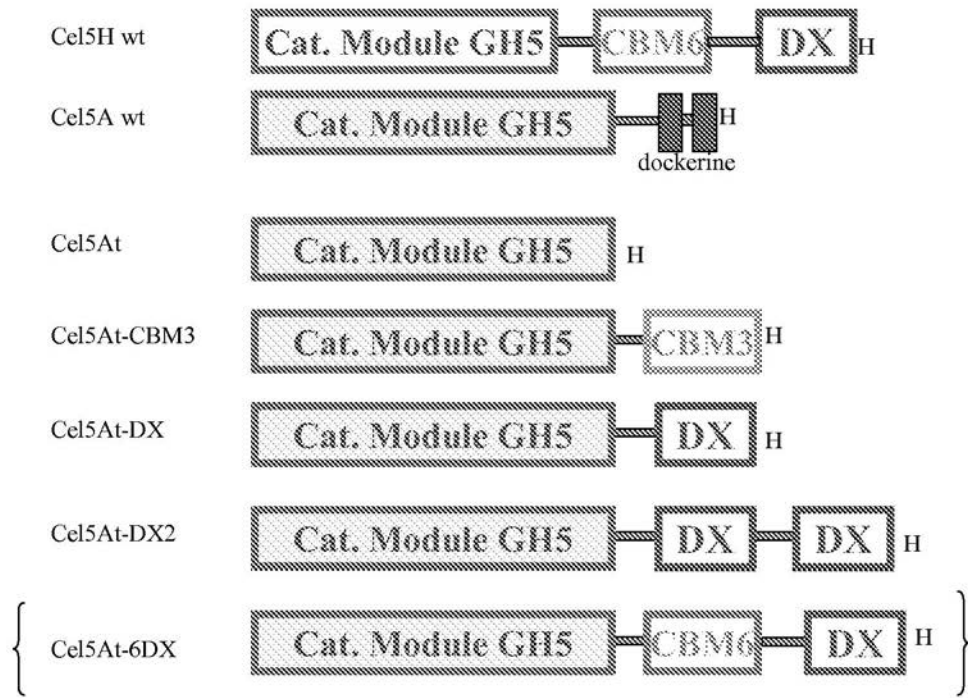 Cel5H wt Cat. Module GH5 CBM6 DX H
Cel5A wt Cat. Module GH5 H
dockerine
Cel5At Cat. Module GH5 H
Cel5At-CBM3 Cat. Module GH5 CBM3 H
Cel5At-DX Cat. Module GH5 DX H
Cel5At-DX2 Cat. Module GH5 DX DX H
{ Cel5At-6DX Cat. Module GH5 CBM6 DX H }